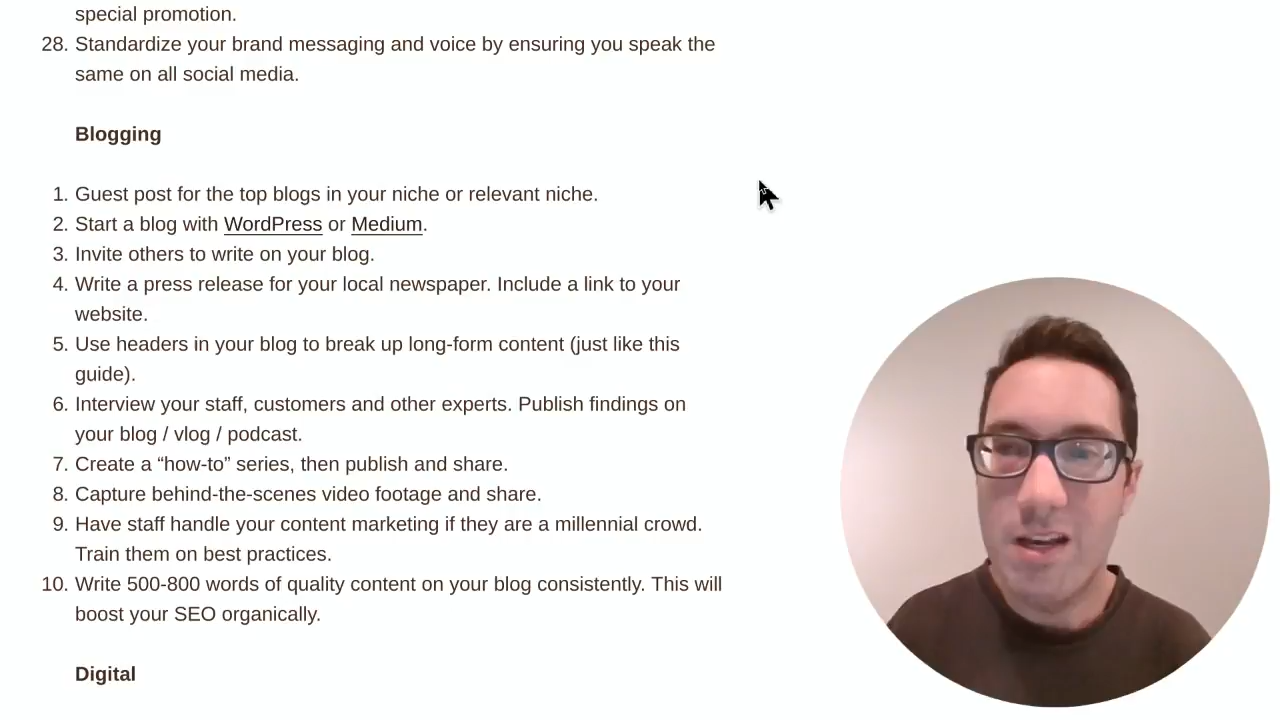 special promotion.
28. Standardize your brand messaging and voice by ensuring you speak the
same on all social media.
Blogging
1. Guest post for the top blogs in your niche or relevant niche.
2. Start a blog with WordPress or Medium.
3. Invite others to write on your blog.
4. Write a press release for your local newspaper. Include a link to your
website.
5. Use headers in your blog to break up long-form content (just like this
guide).
6. Interview your staff, customers and other experts. Publish findings on
your blog / vlog / podcast.
7. Create a “how-to” series, then publish and share.
8. Capture behind-the-scenes video footage and share.
9. Have staff handle your content marketing if they are a millennial crowd.
Train them on best practices.
10. Write 500-800 words of quality content on your blog consistently. This will
boost your SEO organically.
Digital